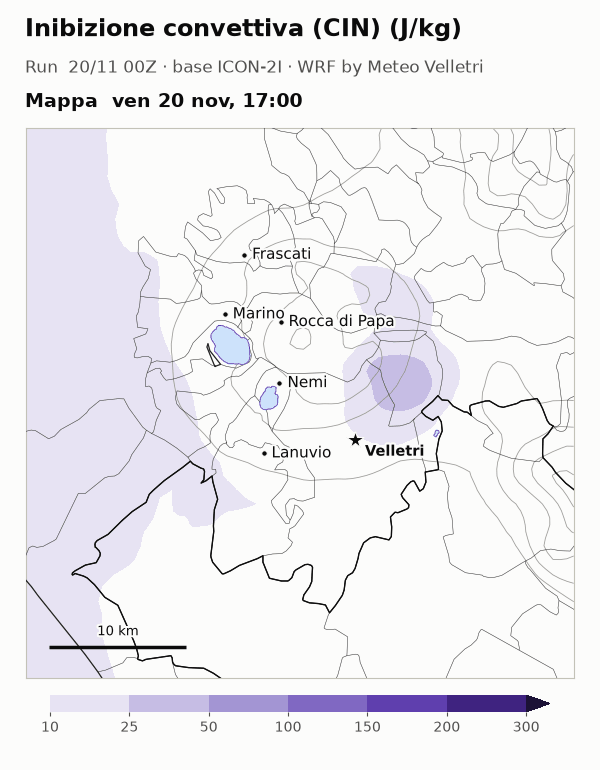 Inibizione convettiva (CIN) (J/kg)
Run  20/11 00Z · base ICON-2I · WRF by Meteo Velletri
Mappa  ven 20 nov, 17:00
Frascati
Marino
Rocca di Papa
Nemi
Lanuvio
Velletri
10 km
10 25 50 100 150 200 300